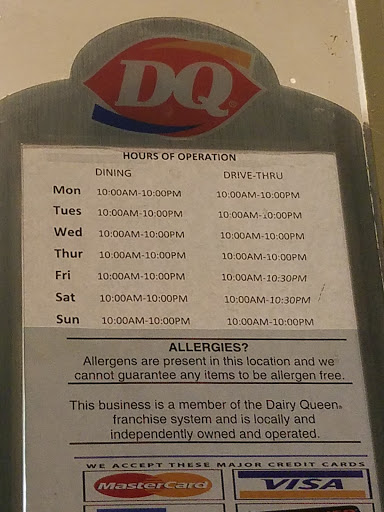 DQ®
HOURS OF OPERATION
DINING DRIVE-THRU
Mon 10:00AM-10:00PM 10:00AM-10:00PM
Tues 10:00AM-10:00PM 10:00AM-10:00PM
Wed 10:00AM-10:00PM 10:00AM-10:00PM
Thur 10:00AM-10:00PM 10:00AM-10:00PM
Fri 10:00AM-10:00PM 10:00AM-10:30PM
Sat 10:00AM-10:00PM 10:00AM-10:30PM
Sun 10:00AM-10:00PM 10:00AM-10:00PM
ALLERGIES?
Allergens are present in this location and we
cannot guarantee any items to be allergen free.
This business is a member of the Dairy Queen®
franchise system and is locally and
independently owned and operated.
WE ACCEPT THESE MAJOR CREDIT CARDS
MasterCard VISA